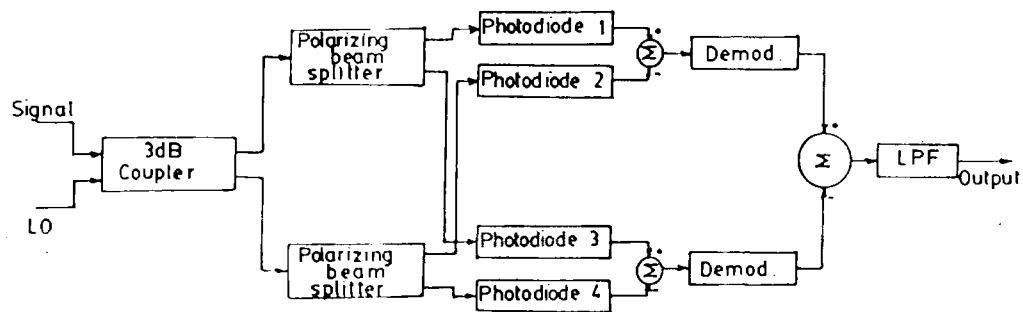 Signal
LO
3dB
Coupler
Polarizing
beam
splitter
Polarizing
beam
splitter
Photodiode 1
Photodiode 2
Photodiode 3
Photodiode 4
Σ
Σ
Demod.
Demod.
Σ
LPF
Output